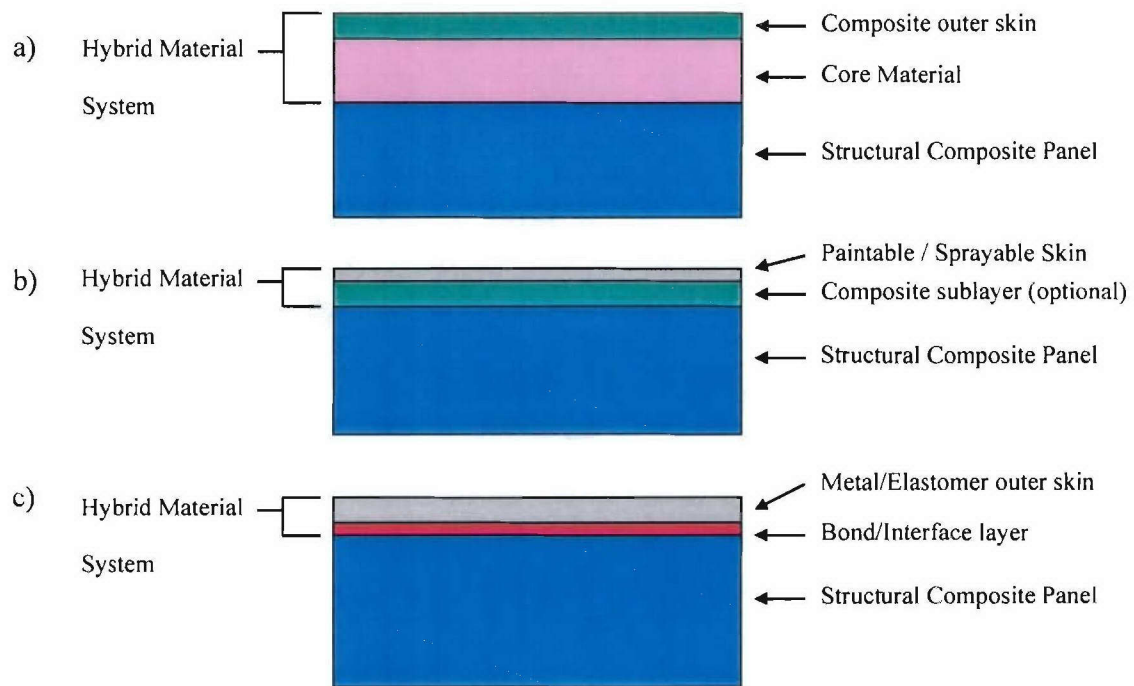 a)
Hybrid Material
System
Composite outer skin
Core Material
Structural Composite Panel
b)
Hybrid Material
System
Paintable / Sprayable Skin
Composite sublayer (optional)
Structural Composite Panel
c)
Hybrid Material
System
Metal/Elastomer outer skin
Bond/Interface layer
Structural Composite Panel